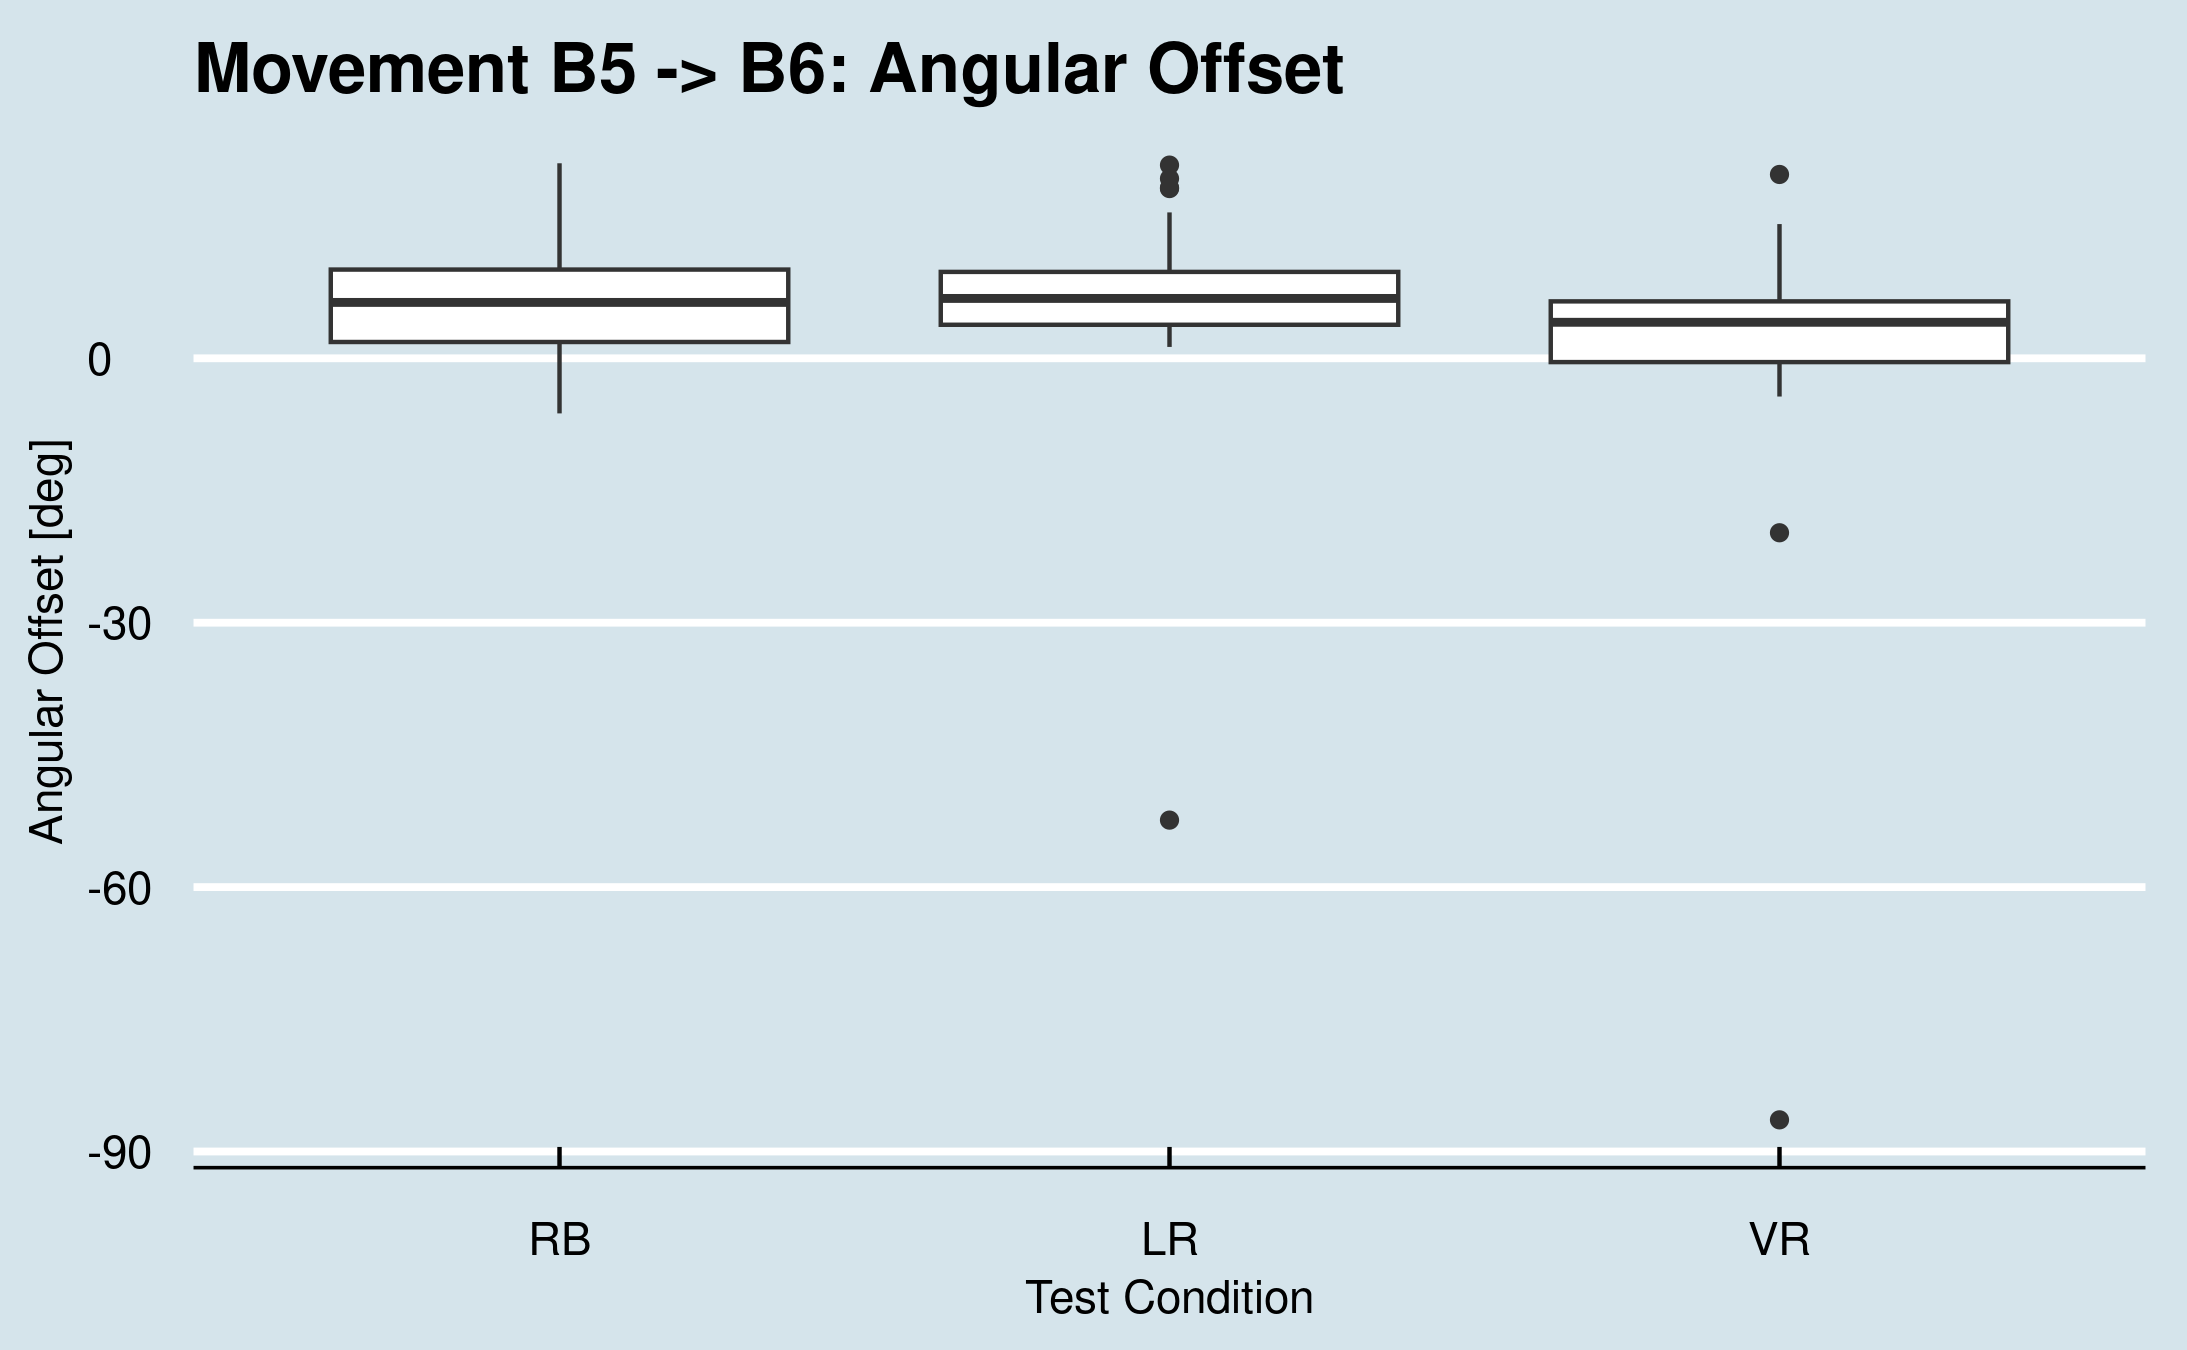 Movement B5 -> B6: Angular Offset
Angular Offset [deg]
0
-30
-60
-90
RB
LR
VR
Test Condition